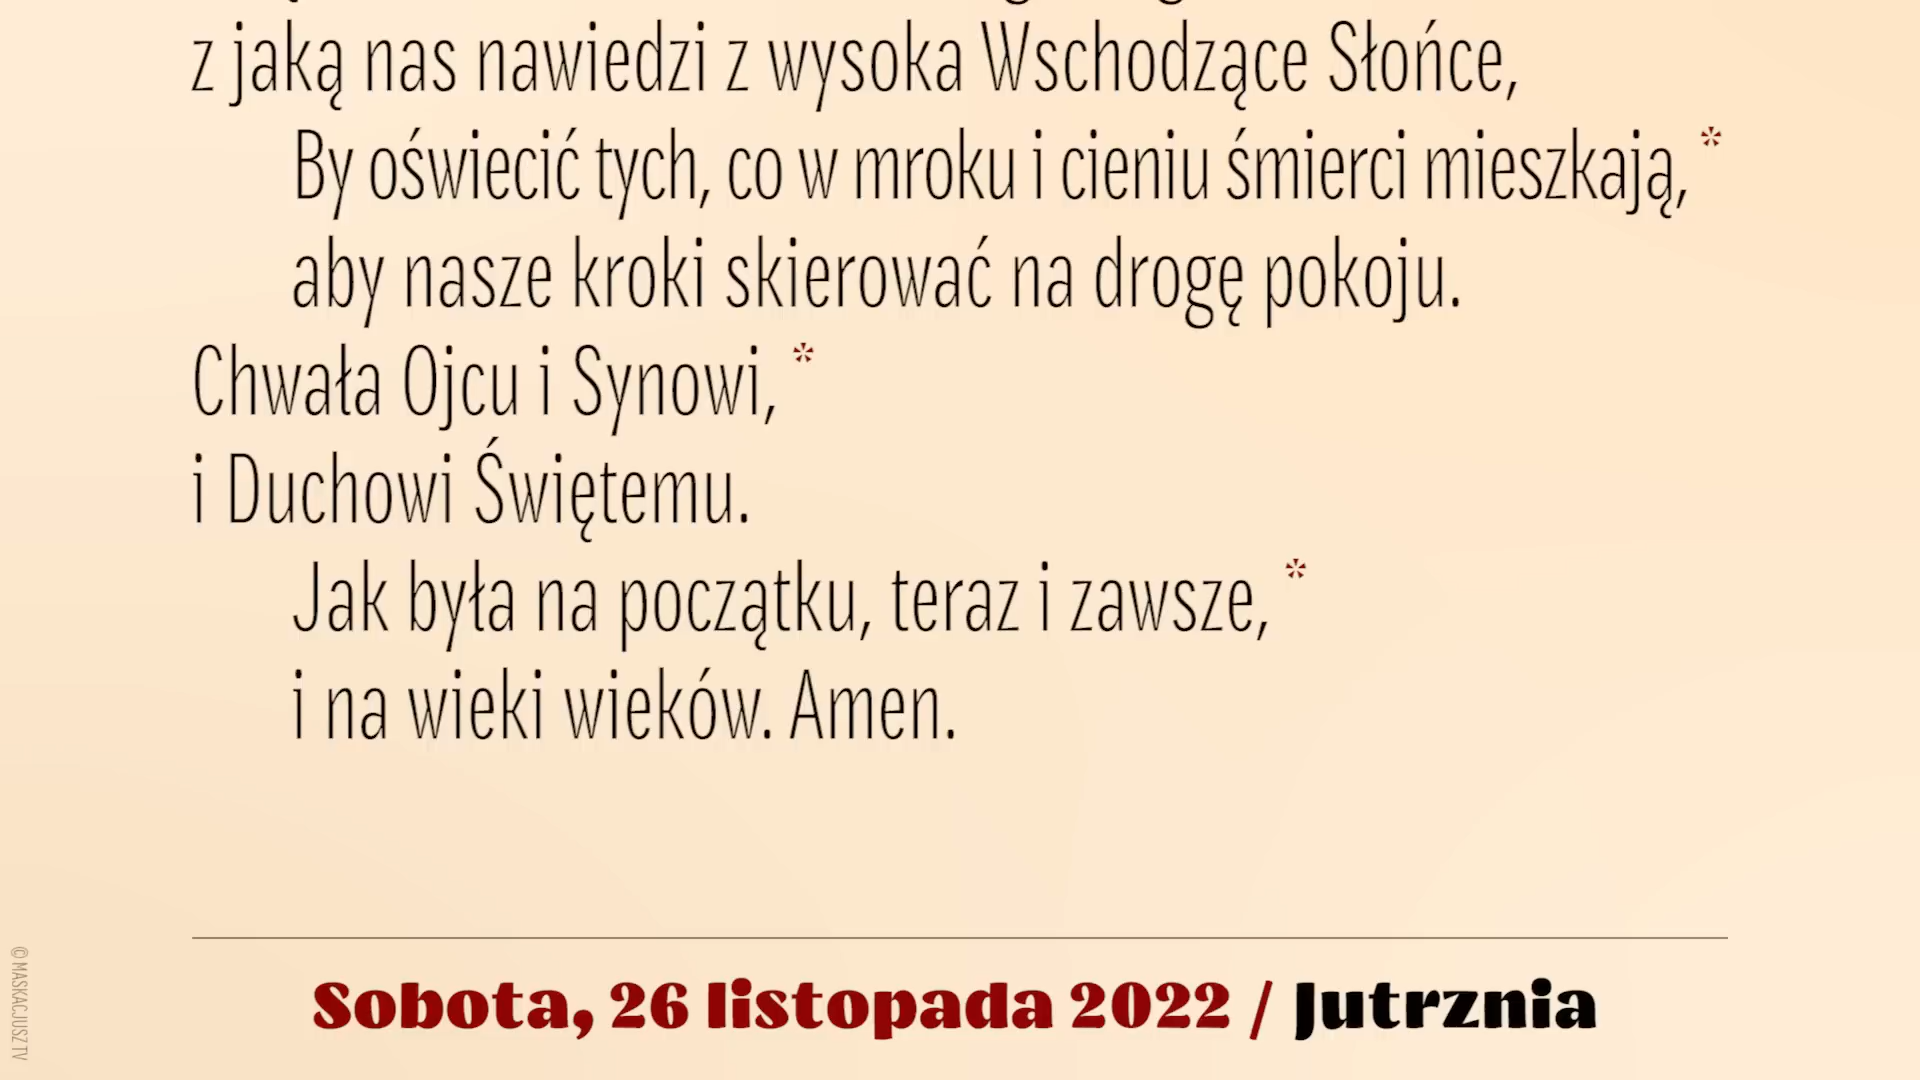 z jaką nas nawiedzi z wysoka Wschodzące Słońce,
By oświecić tych, co w mroku i cieniu śmierci mieszkają, *
aby nasze kroki skierować na drogę pokoju.
Chwała Ojcu i Synowi, *
i Duchowi Świętemu.
Jak była na początku, teraz i zawsze, *
i na wieki wieków. Amen.
Sobota, 26 listopada 2022 / Jutrznia
© MASKACJUSZ TV